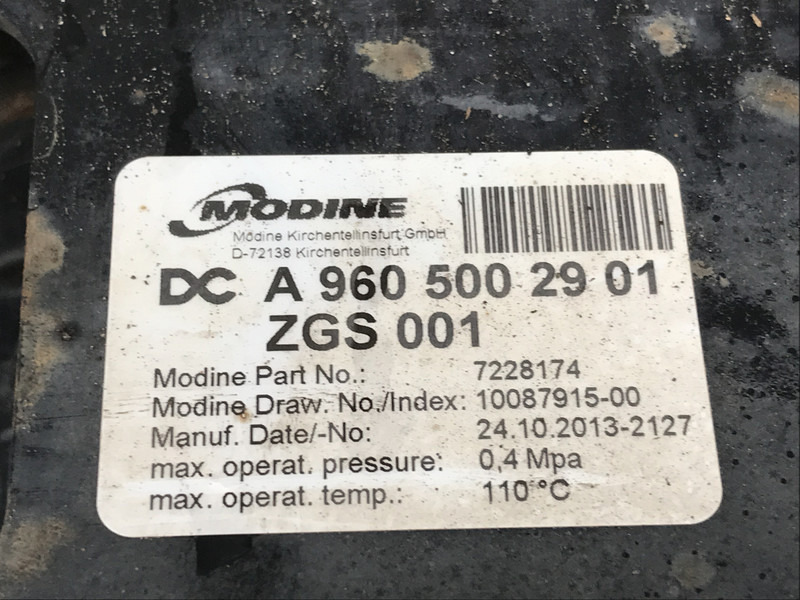 MODINE
Modine Kirchentellinsfurt GmbH
D-72138 Kirchentellinsfurt
DC A 960 500 29 01
ZGS 001
Modine Part No.: 7228174
Modine Draw. No./Index: 10087915-00
Manuf. Date/-No: 24.10.2013-2127
max. operat. pressure: 0,4 Mpa
max. operat. temp.: 110 °C